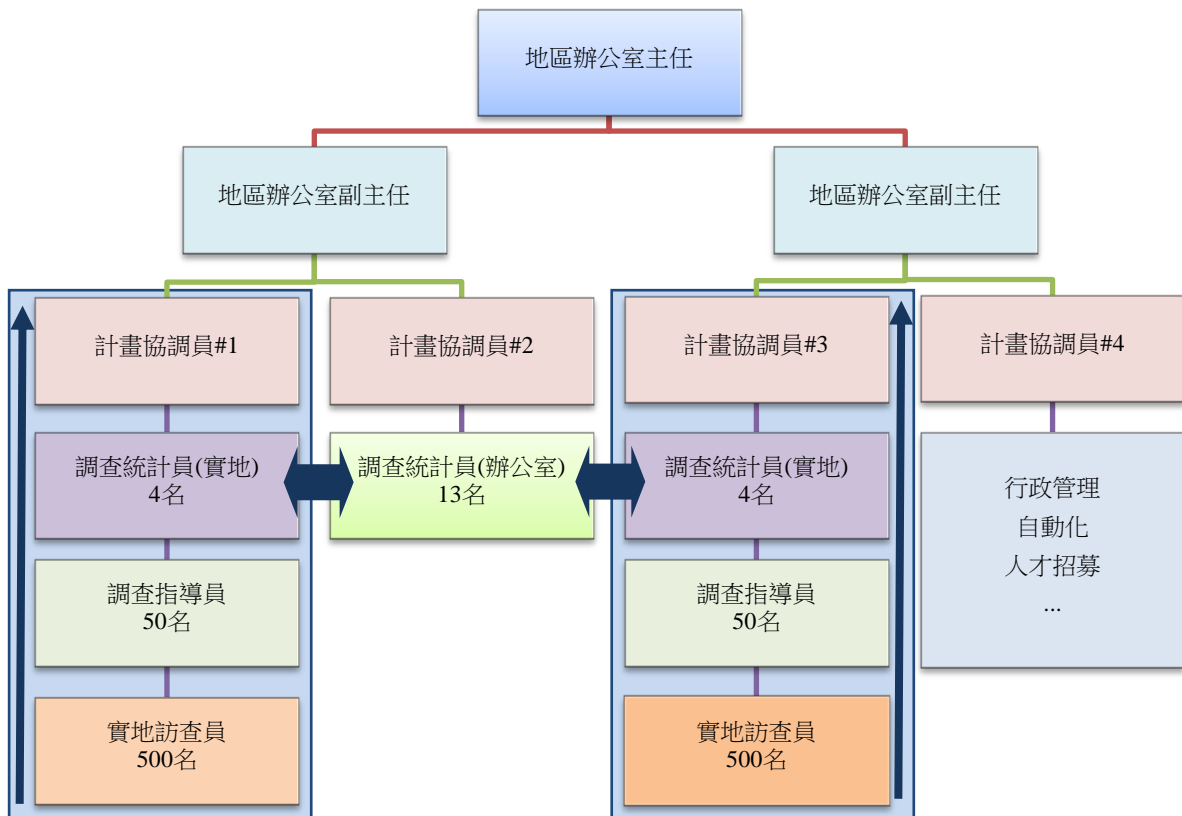 地區辦公室主任
地區辦公室副主任
地區辦公室副主任
計畫協調員#1
計畫協調員#2
計畫協調員#3
計畫協調員#4
調查統計員(實地)
4名
調查統計員(辦公室)
13名
調查統計員(實地)
4名
行政管理
自動化
人才招募
...
調查指導員
50名
調查指導員
50名
實地訪查員
500名
實地訪查員
500名